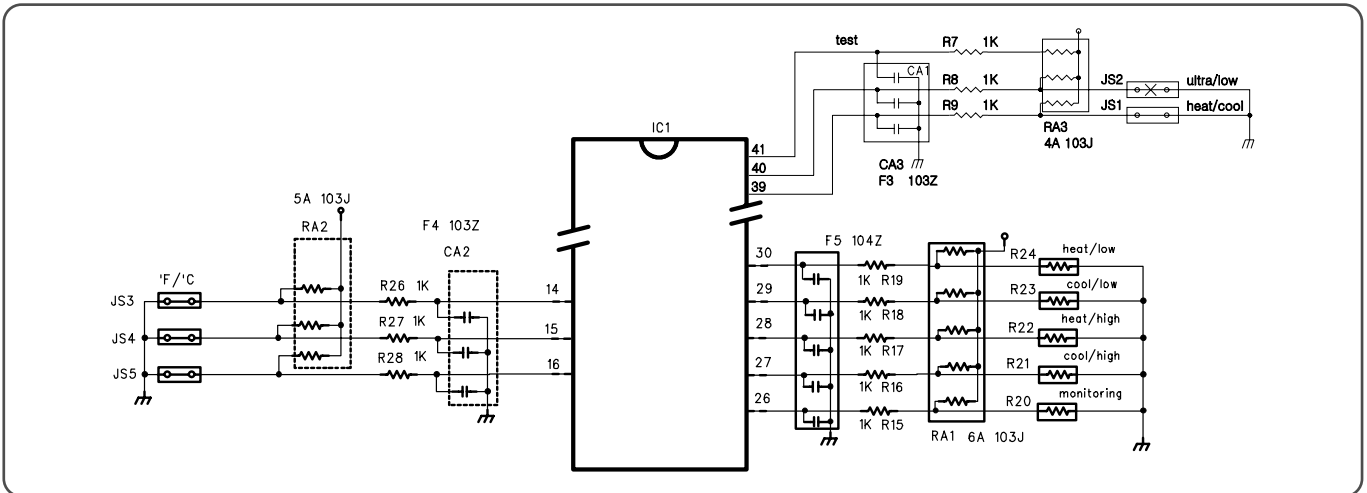 test
R7 1K
CA1
R8 1K
JS2
ultra/low
R9 1K
JS1
heat/cool
RA3
4A 103J
CA3
F3 103Z
IC1
41
40
39
5A 103J
RA2
F4 103Z
CA2
'F/'C
JS3
R26 1K
14
JS4
R27 1K
15
JS5
R28 1K
16
F5 104Z
30
1K R19
R24
heat/low
29
1K R18
R23
cool/low
28
1K R17
R22
heat/high
27
1K R16
R21
cool/high
26
1K R15
R20
monitoring
RA1 6A 103J